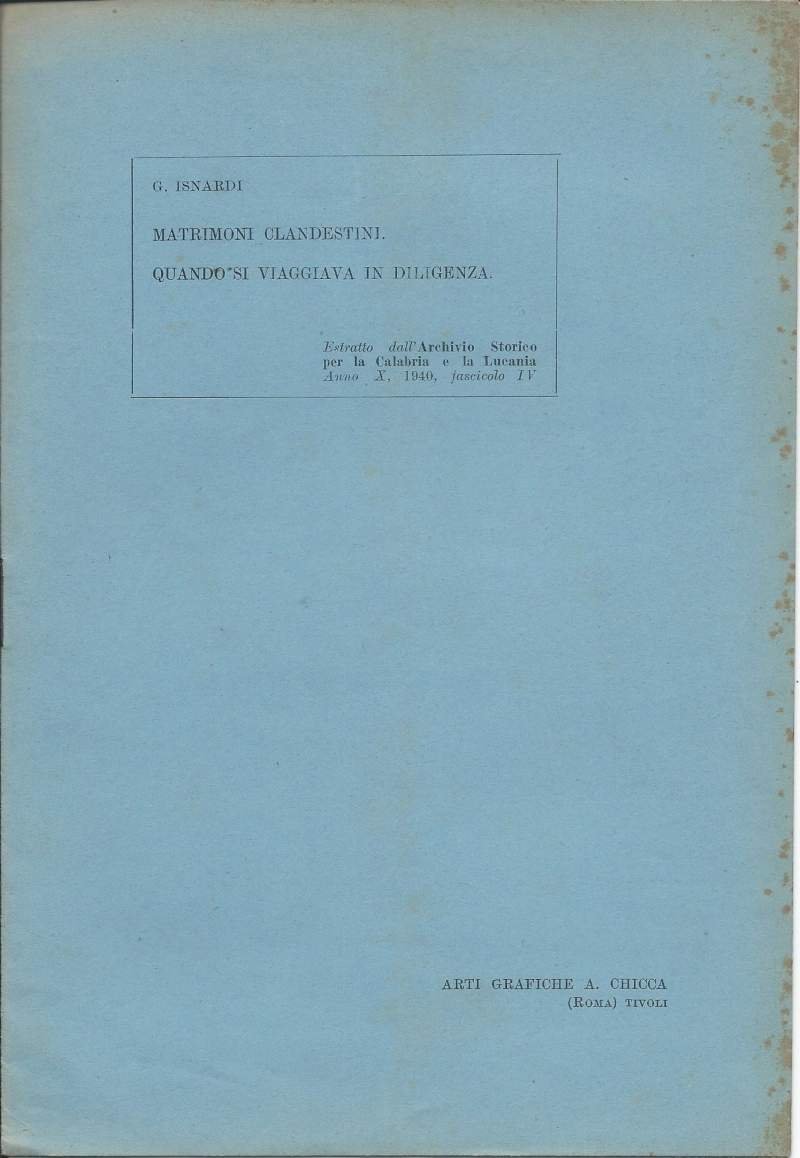 G. ISNARDI
MATRIMONI CLANDESTINI.
QUANDO SI VIAGGIAVA IN DILIGENZA.
Estratto dall'Archivio Storico
per la Calabria e la Lucania
Anno X, 1940, fascicolo IV
ARTI GRAFICHE A. CHICCA
(ROMA) TIVOLI